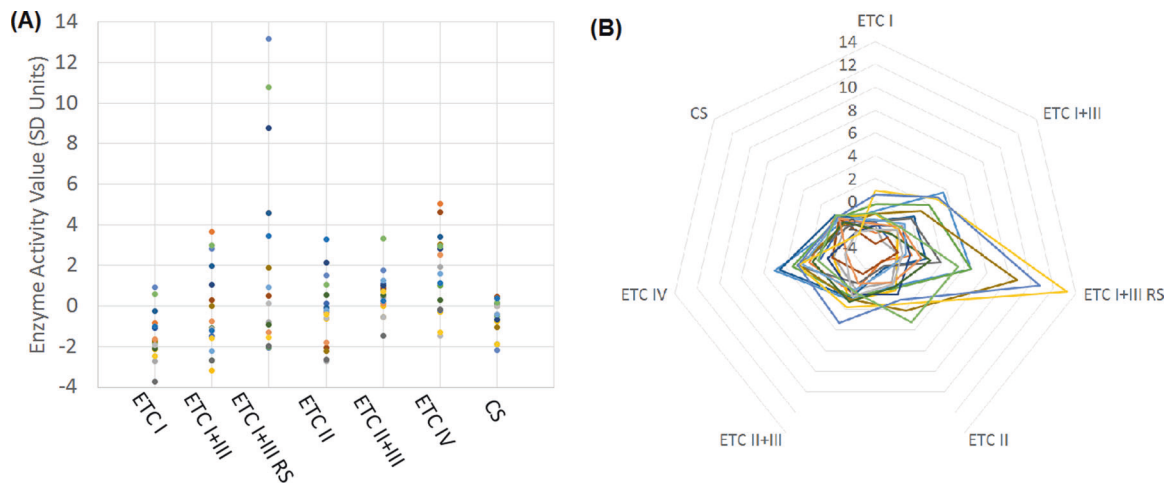 (A)
Enzyme Activity Value (SD Units)
14
12
10
8
6
4
2
0
-2
-4
ETC I
ETC I+III
ETC I+III RS
ETC II
ETC II+III
ETC IV
CS
(B)
ETC I
14
12
10
8
6
4
2
0
-4
ETC I+III
ETC I+III RS
ETC II
ETC II+III
ETC IV
CS